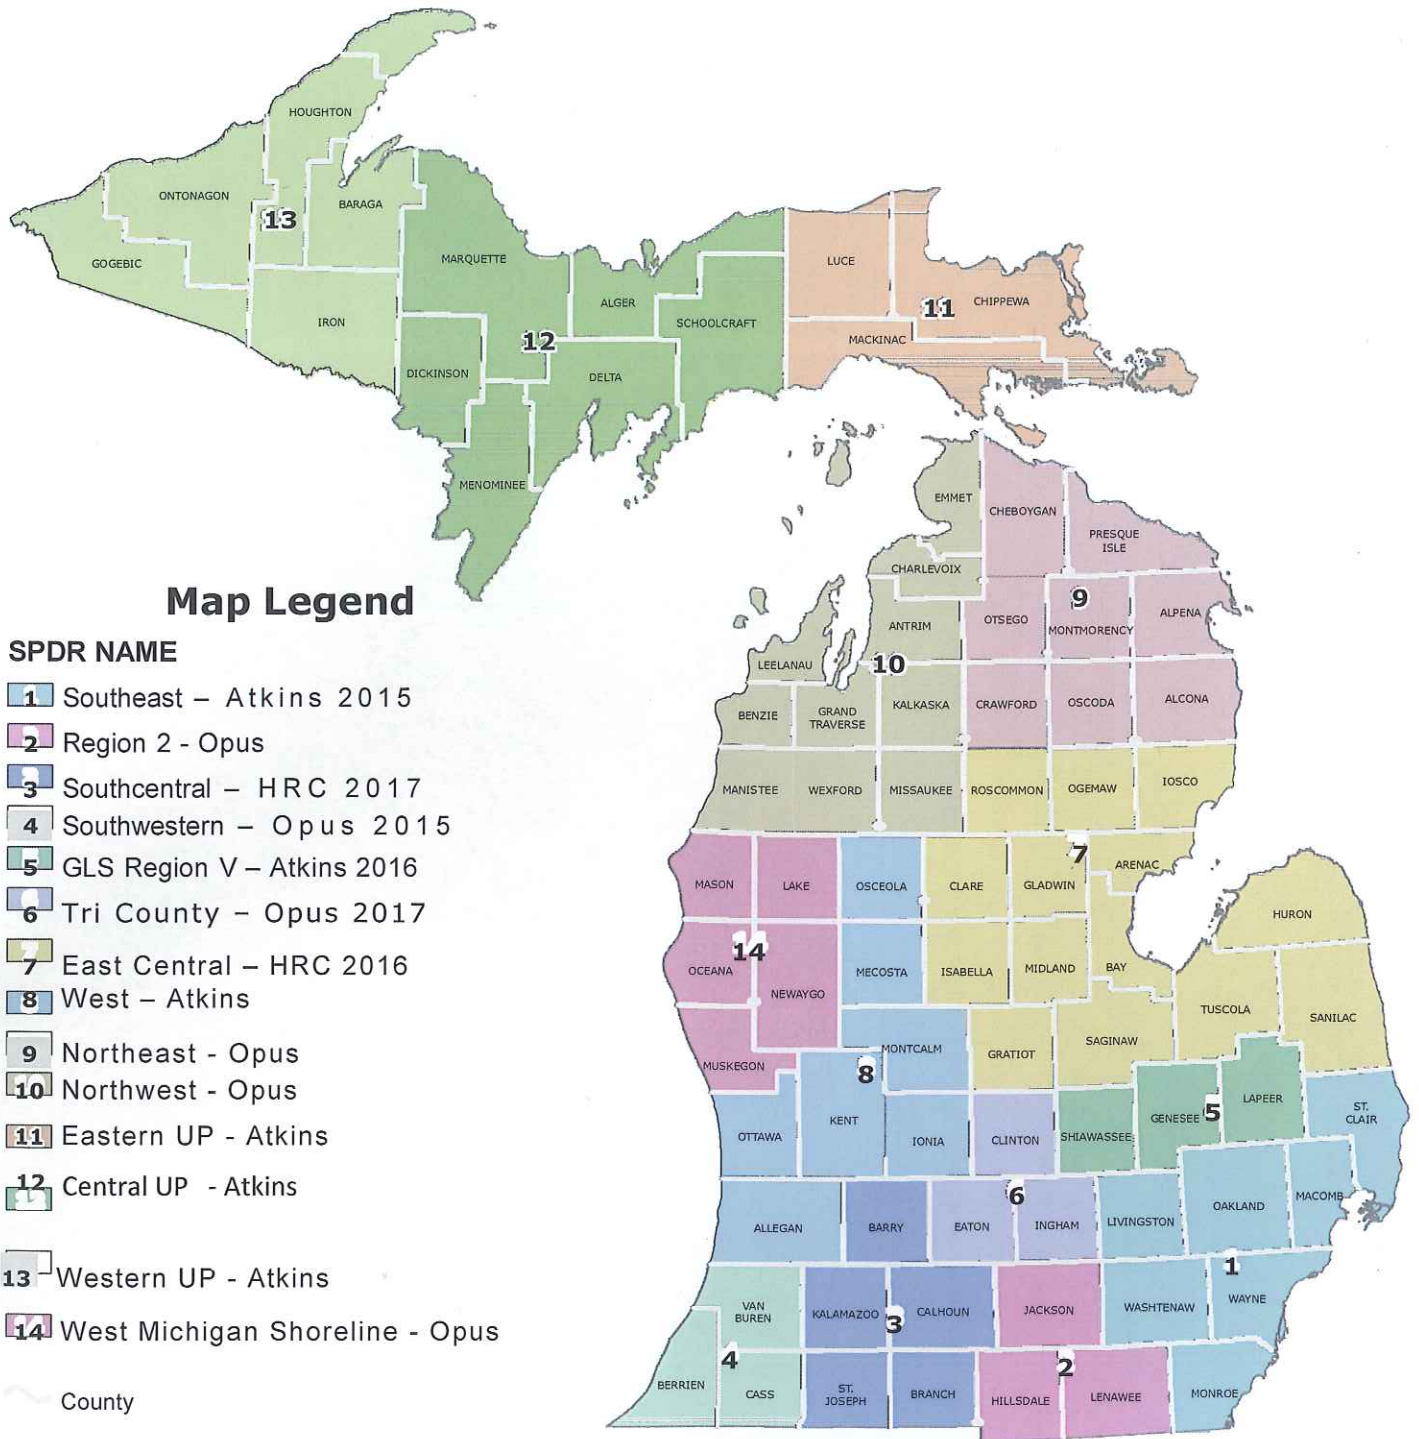 HOUGHTON
ONTONAGON
BARAGA
13
GOGEBIC
MARQUETTE
LUCE
ALGER
CHIPPEWA
11
IRON
SCHOOLCRAFT
MACKINAC
12
DICKINSON
DELTA
MENOMINEE
EMMET
CHEBOYGAN
PRESQUE
ISLE
CHARLEVOIX
Map Legend
9
ANTRIM
OTSEGO
MONTMORENCY
ALPENA
SPDR NAME
LEELANAU
10
1 Southeast – Atkins 2015
BENZIE
GRAND
TRAVERSE
KALKASKA
CRAWFORD
OSCODA
ALCONA
2 Region 2 - Opus
3 Southcentral – HRC 2017
MANISTEE
WEXFORD
MISSAUKEE
ROSCOMMON
OGEMAW
IOSCO
4 Southwestern – Opus 2015
5 GLS Region V – Atkins 2016
7
MASON
LAKE
OSCEOLA
CLARE
GLADWIN
ARENAC
6 Tri County – Opus 2017
HURON
7 East Central – HRC 2016
14
OCEANA
NEWAYGO
MECOSTA
ISABELLA
MIDLAND
BAY
8 West – Atkins
TUSCOLA
SANILAC
9 Northeast - Opus
MUSKEGON
MONTCALM
GRATIOT
SAGINAW
8
10 Northwest - Opus
OTTAWA
KENT
IONIA
CLINTON
SHIAWASSEE
GENESEE
5
LAPEER
ST.
CLAIR
11 Eastern UP - Atkins
12 Central UP - Atkins
6
ALLEGAN
BARRY
EATON
INGHAM
LIVINGSTON
OAKLAND
MACOMB
13 Western UP - Atkins
1
VAN
BUREN
KALAMAZOO
CALHOUN
3
JACKSON
WASHTENAW
WAYNE
14 West Michigan Shoreline - Opus
4
BERRIEN
CASS
ST.
JOSEPH
BRANCH
2
HILLSDALE
LENAWEE
MONROE
County